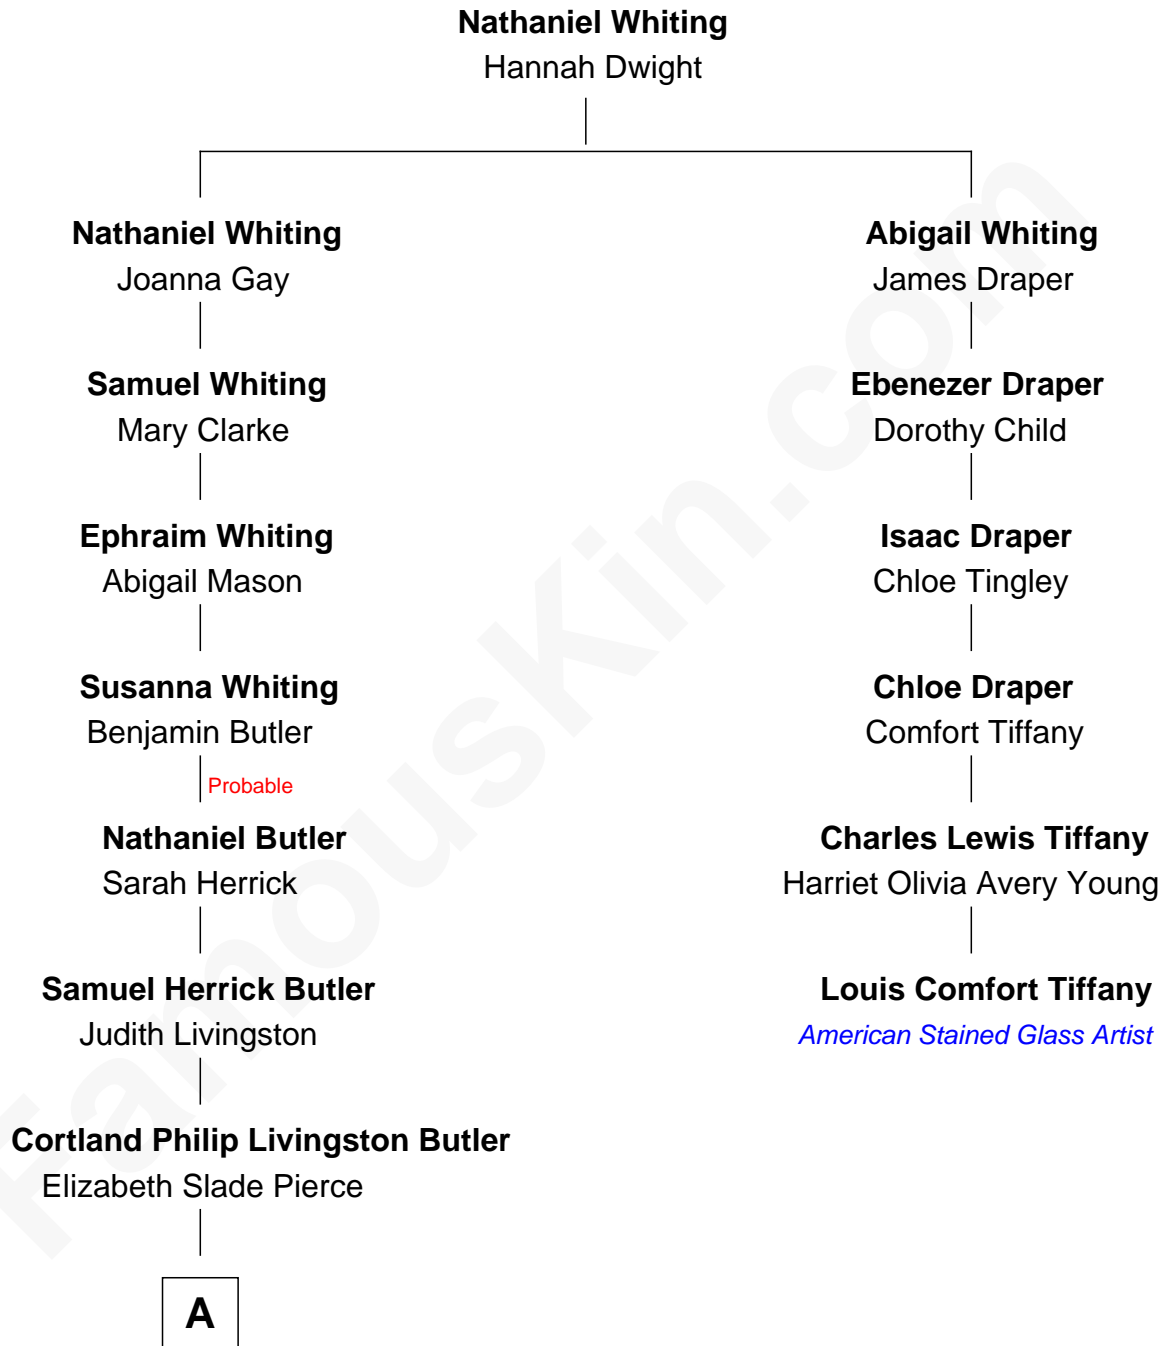 Nathaniel Whiting
Hannah Dwight
Nathaniel Whiting
Joanna Gay
Abigail Whiting
James Draper
Samuel Whiting
Mary Clarke
Ebenezer Draper
Dorothy Child
Ephraim Whiting
Abigail Mason
Isaac Draper
Chloe Tingley
Susanna Whiting
Benjamin Butler
Chloe Draper
Comfort Tiffany
Probable
Nathaniel Butler
Sarah Herrick
Charles Lewis Tiffany
Harriet Olivia Avery Young
Samuel Herrick Butler
Judith Livingston
Louis Comfort Tiffany
American Stained Glass Artist
Cortland Philip Livingston Butler
Elizabeth Slade Pierce
A
FamousKin.com